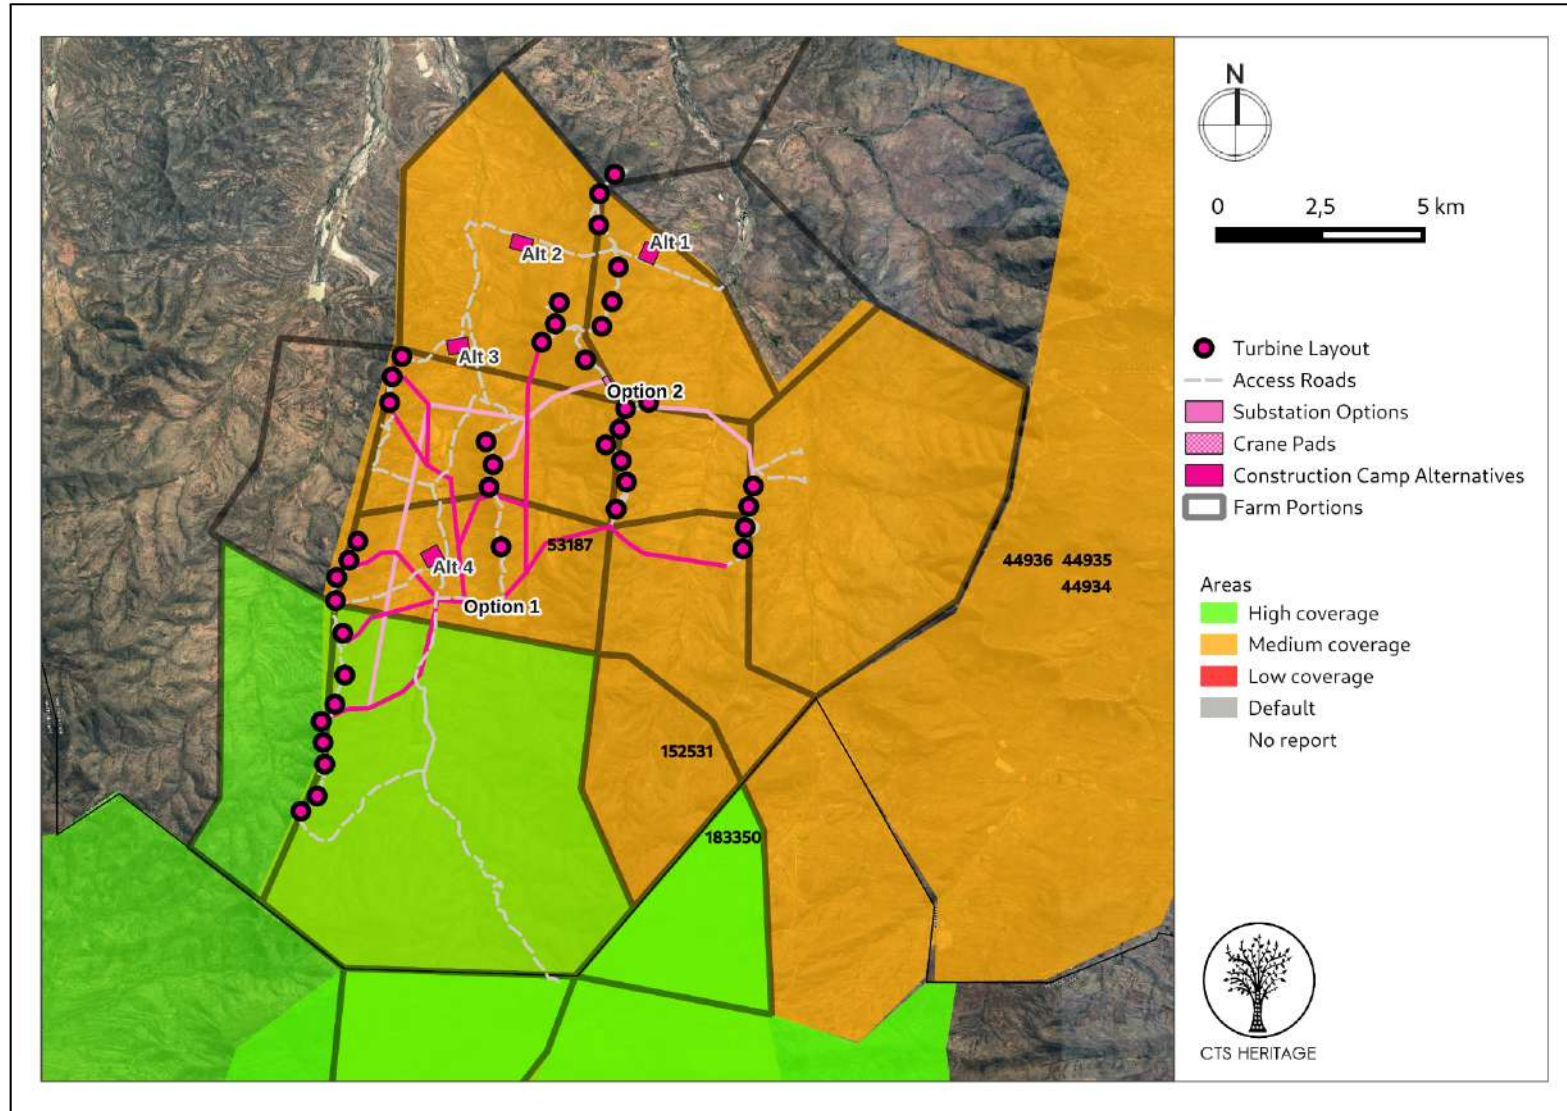 N
0 2,5 5 km
Turbine Layout
Access Roads
Substation Options
Crane Pads
Construction Camp Alternatives
Farm Portions
Areas
High coverage
Medium coverage
Low coverage
Default
No report
CTS HERITAGE
Alt 1
Alt 2
Alt 3
Option 2
53187
Alt 4
Option 1
44936 44935
44934
152531
183350